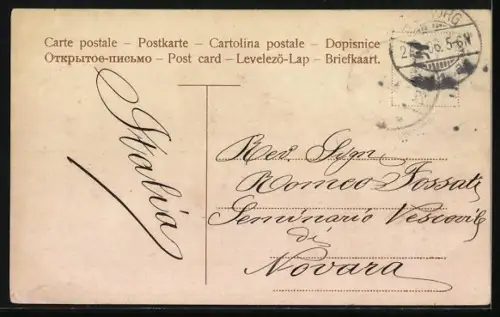 Carte postale – Postkarte – Cartolina postale – Dopisnice
Открытое-письмо – Post card – Levelező-Lap – Briefkaart.
Italia
Rev. Sign
Romeo Fossati
Seminario Vescovile
di
Novara